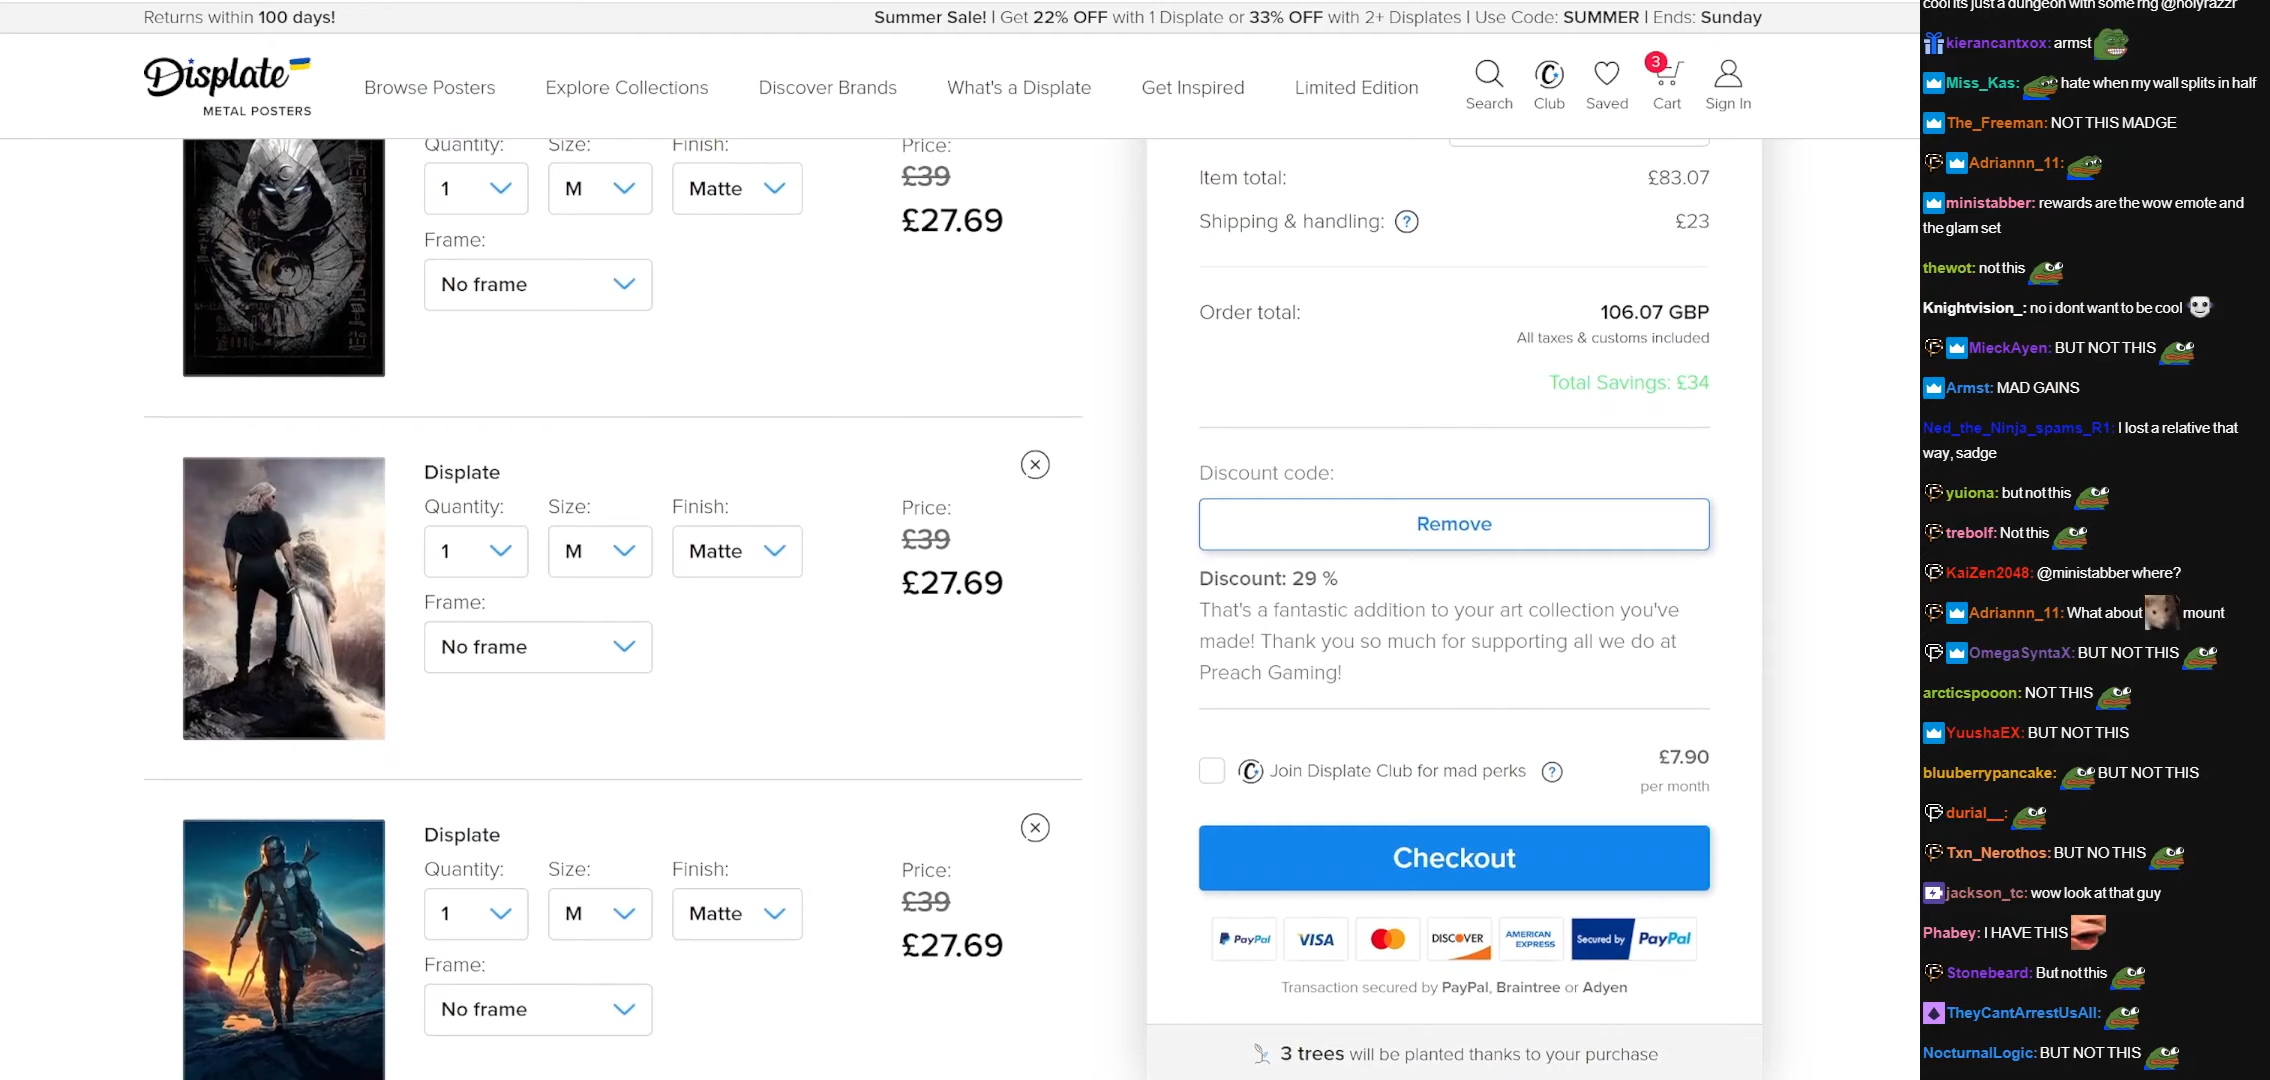 Returns within 100 days!
Summer Sale! | Get 22% OFF with 1 Displate or 33% OFF with 2+ Displates | Use Code: SUMMER | Ends: Sunday
Displate
METAL POSTERS
Browse Posters
Explore Collections
Discover Brands
What's a Displate
Get Inspired
Limited Edition
Search
Club
Saved
3
Cart
Sign In
Quantity:
Size:
Finish:
Price:
1
M
Matte
£39
£27.69
Frame:
No frame
Displate
Quantity:
Size:
Finish:
Price:
1
M
Matte
£39
£27.69
Frame:
No frame
Displate
Quantity:
Size:
Finish:
Price:
1
M
Matte
£39
£27.69
Frame:
No frame
Item total: £83.07
Shipping & handling: ? £23
Order total: 106.07 GBP
All taxes & customs included
Total Savings: £34
Discount code:
Remove
Discount: 29 %
That's a fantastic addition to your art collection you've
made! Thank you so much for supporting all we do at
Preach Gaming!
Join Displate Club for mad perks ? £7.90
per month
Checkout
PayPal VISA DISCOVER AMERICAN EXPRESS Secured by PayPal
Transaction secured by PayPal, Braintree or Adyen
3 trees will be planted thanks to your purchase
cool its just a dungeon with some rng @holyrazzr
kierancantxox: armst
Miss_Kas: hate when my wall splits in half
The_Freeman: NOT THIS MADGE
Adriannn_11:
ministabber: rewards are the wow emote and
the glam set
thewot: not this
Knightvision_: no i dont want to be cool
MieckAyen: BUT NOT THIS
Armst: MAD GAINS
Ned_the_Ninja_spams_R1: I lost a relative that
way, sadge
yuiona: but not this
trebolf: Not this
KaiZen2048: @ministabber where?
Adriannn_11: What about mount
OmegaSyntaX: BUT NOT THIS
arcticspooon: NOT THIS
YuushaEX: BUT NOT THIS
bluuberrypancake: BUT NOT THIS
durial__:
Txn_Nerothos: BUT NO THIS
jackson_tc: wow look at that guy
Phabey: I HAVE THIS
Stonebeard: But not this
TheyCantArrestUsAll:
NocturnalLogic: BUT NOT THIS